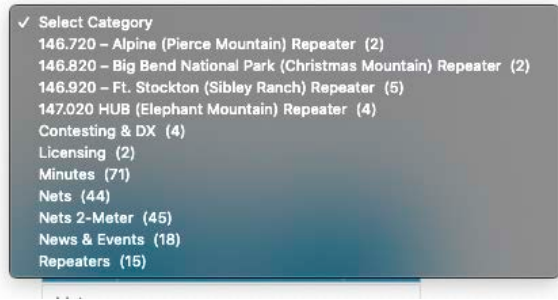 ✓ Select Category
146.720 – Alpine (Pierce Mountain) Repeater (2)
146.820 – Big Bend National Park (Christmas Mountain) Repeater (2)
146.920 – Ft. Stockton (Sibley Ranch) Repeater (5)
147.020 HUB (Elephant Mountain) Repeater (4)
Contesting & DX (4)
Licensing (2)
Minutes (71)
Nets (44)
Nets 2-Meter (45)
News & Events (18)
Repeaters (15)